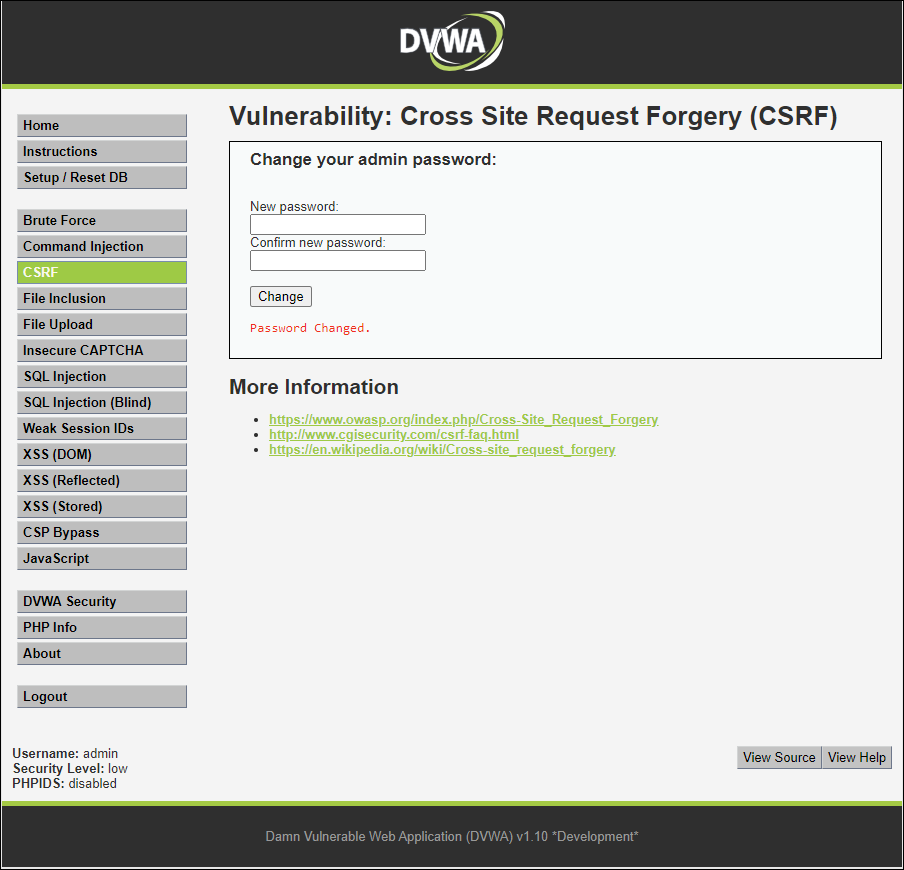 DVWA
Home
Instructions
Setup / Reset DB
Brute Force
Command Injection
CSRF
File Inclusion
File Upload
Insecure CAPTCHA
SQL Injection
SQL Injection (Blind)
Weak Session IDs
XSS (DOM)
XSS (Reflected)
XSS (Stored)
CSP Bypass
JavaScript
DVWA Security
PHP Info
About
Logout
Vulnerability: Cross Site Request Forgery (CSRF)
Change your admin password:
New password:
Confirm new password:
Change
Password Changed.
More Information
https://www.owasp.org/index.php/Cross-Site_Request_Forgery
http://www.cgisecurity.com/csrf-faq.html
https://en.wikipedia.org/wiki/Cross-site_request_forgery
Username: admin
Security Level: low
PHPIDS: disabled
View Source View Help
Damn Vulnerable Web Application (DVWA) v1.10 *Development*